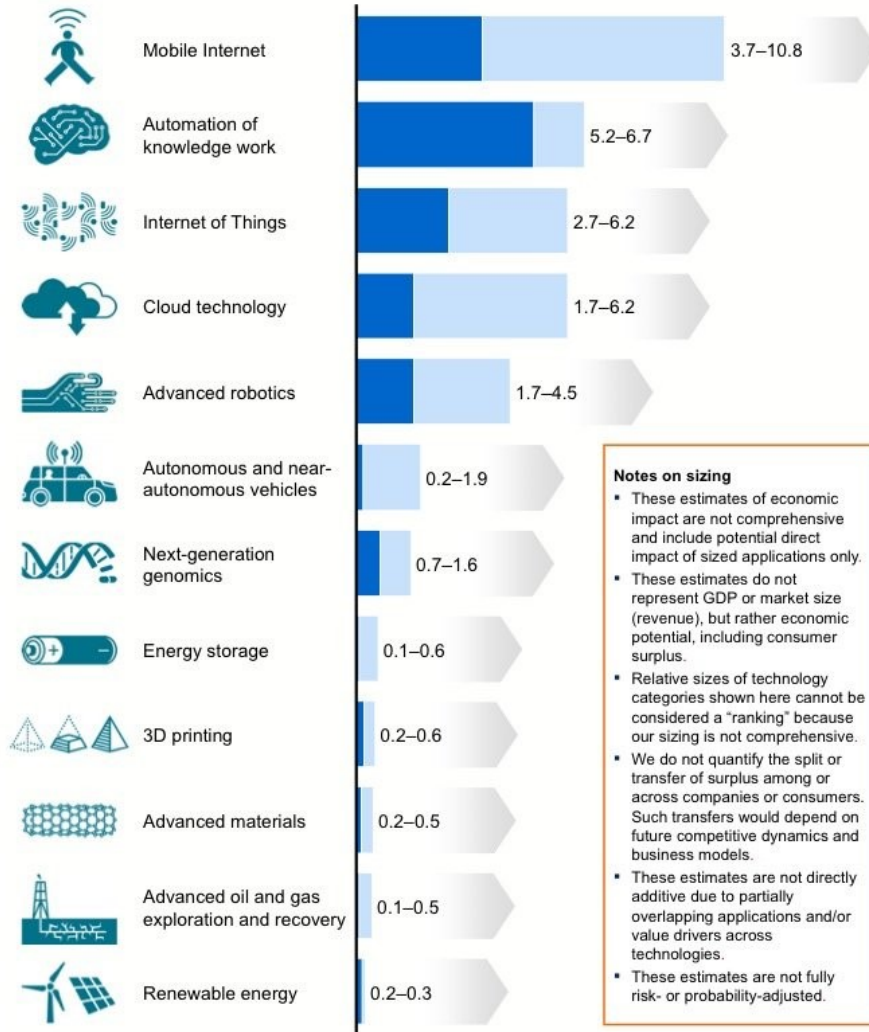 Mobile Internet
3.7–10.8
Automation of
knowledge work
5.2–6.7
Internet of Things
2.7–6.2
Cloud technology
1.7–6.2
Advanced robotics
1.7–4.5
Autonomous and near-
autonomous vehicles
0.2–1.9
Next-generation
genomics
0.7–1.6
Energy storage
0.1–0.6
3D printing
0.2–0.6
Advanced materials
0.2–0.5
Advanced oil and gas
exploration and recovery
0.1–0.5
Renewable energy
0.2–0.3
Notes on sizing
▪ These estimates of economic
impact are not comprehensive
and include potential direct
impact of sized applications only.
▪ These estimates do not
represent GDP or market size
(revenue), but rather economic
potential, including consumer
surplus.
▪ Relative sizes of technology
categories shown here cannot be
considered a “ranking” because
our sizing is not comprehensive.
▪ We do not quantify the split or
transfer of surplus among or
across companies or consumers.
Such transfers would depend on
future competitive dynamics and
business models.
▪ These estimates are not directly
additive due to partially
overlapping applications and/or
value drivers across
technologies.
▪ These estimates are not fully
risk- or probability-adjusted.